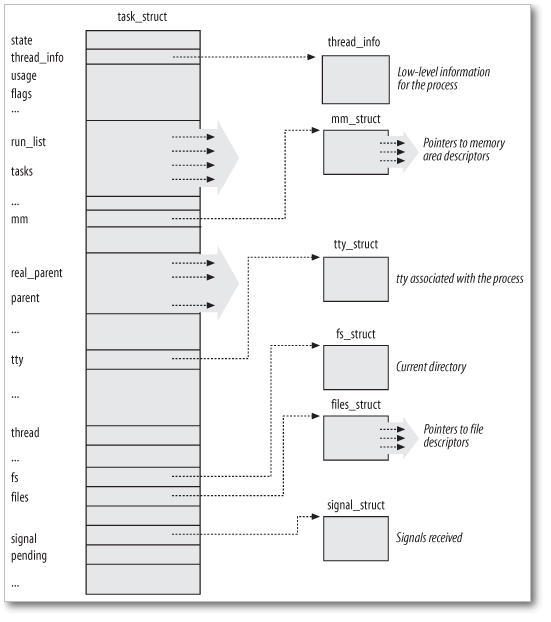 task_struct
state
thread_info
usage
flags
...
run_list
tasks
...
mm
real_parent
parent
...
tty
...
thread
...
fs
files
signal
pending
...
thread_info
Low-level information
for the process
mm_struct
Pointers to memory
area descriptors
tty_struct
tty associated with the process
fs_struct
Current directory
files_struct
Pointers to file
descriptors
signal_struct
Signals received